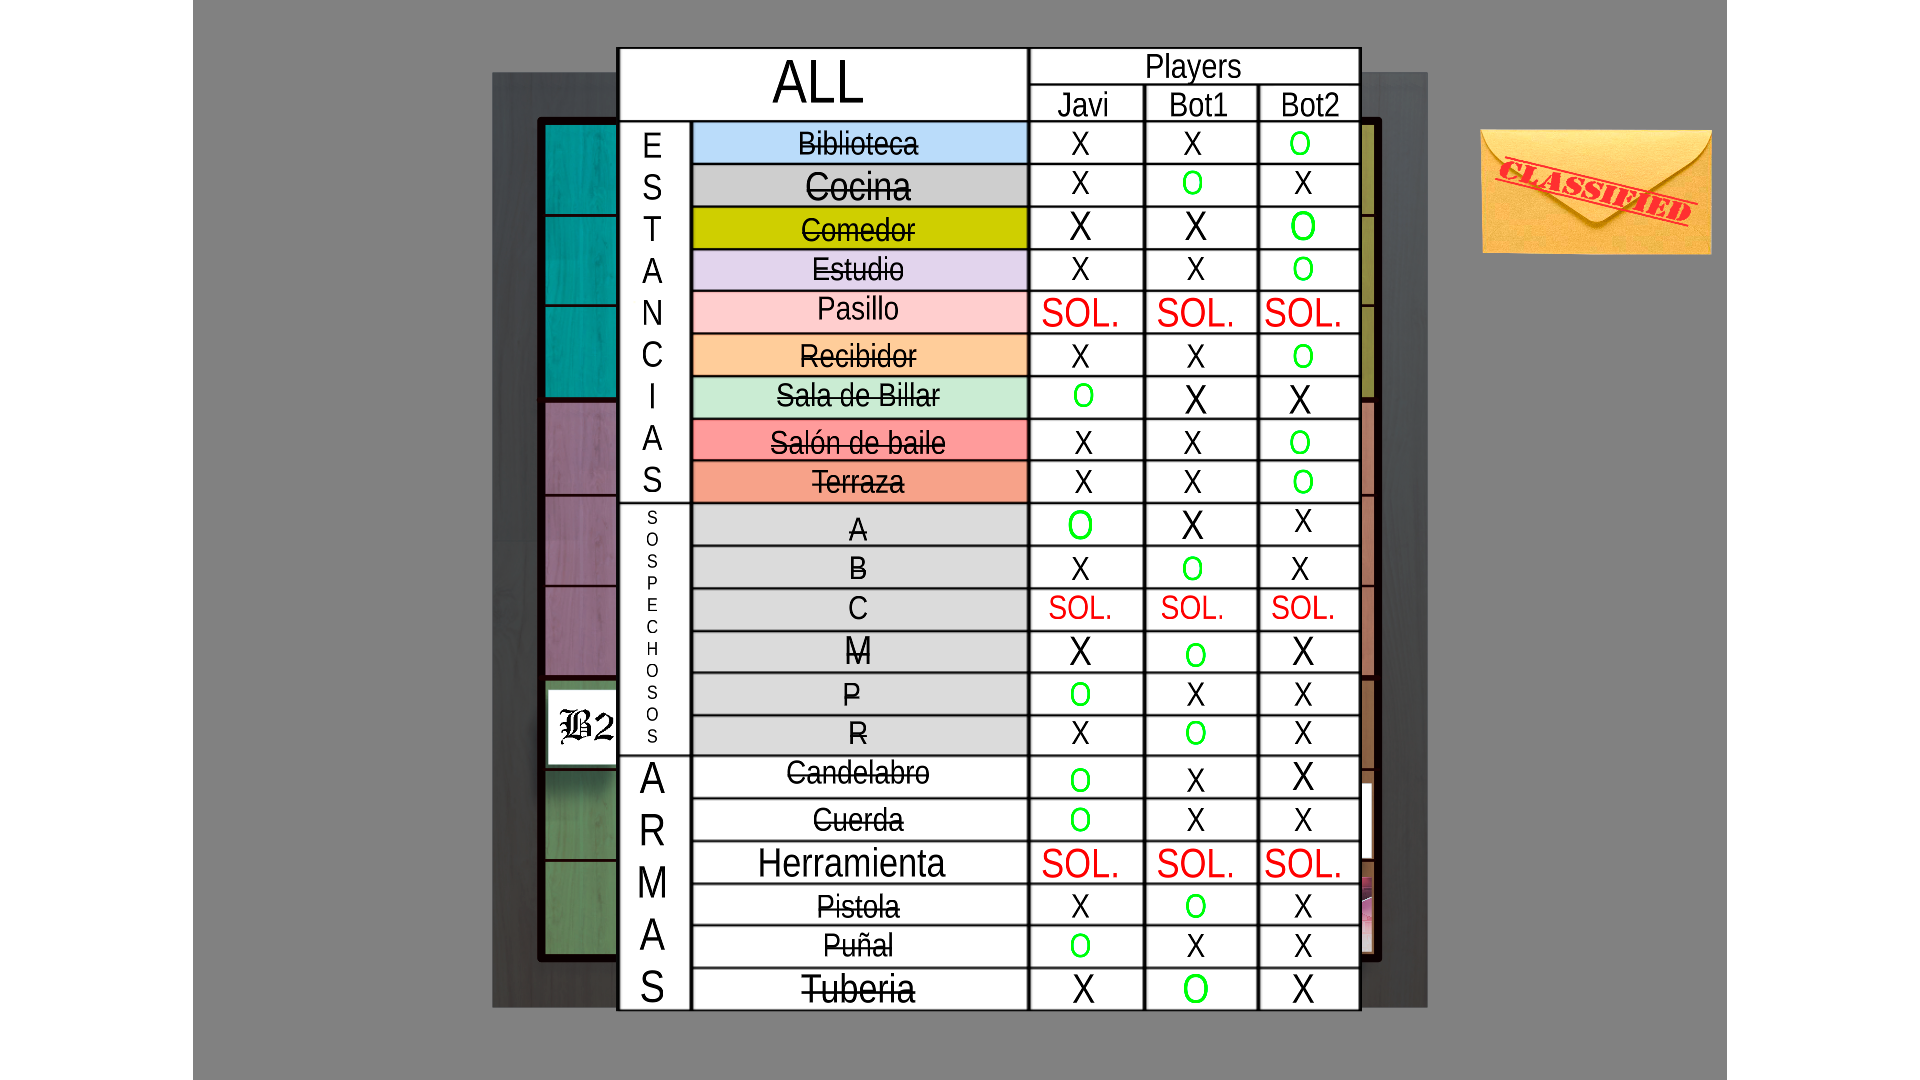 ALL Players
Javi Bot1 Bot2
ESTANCIAS
Biblioteca X X O
Cocina X O X
Comedor X X O
Estudio X X O
Pasillo SOL. SOL. SOL.
Recibidor X X O
Sala de Billar O X X
Salón de baile X X O
Terraza X X O
SOSPECHOSOS
A O X X
B X O X
C SOL. SOL. SOL.
M X O X
P O X X
R X O X
ARMAS
Candelabro O X X
Cuerda O X X
Herramienta SOL. SOL. SOL.
Pistola X O X
Puñal O X X
Tuberia X O X
B2
CLASSIFIED